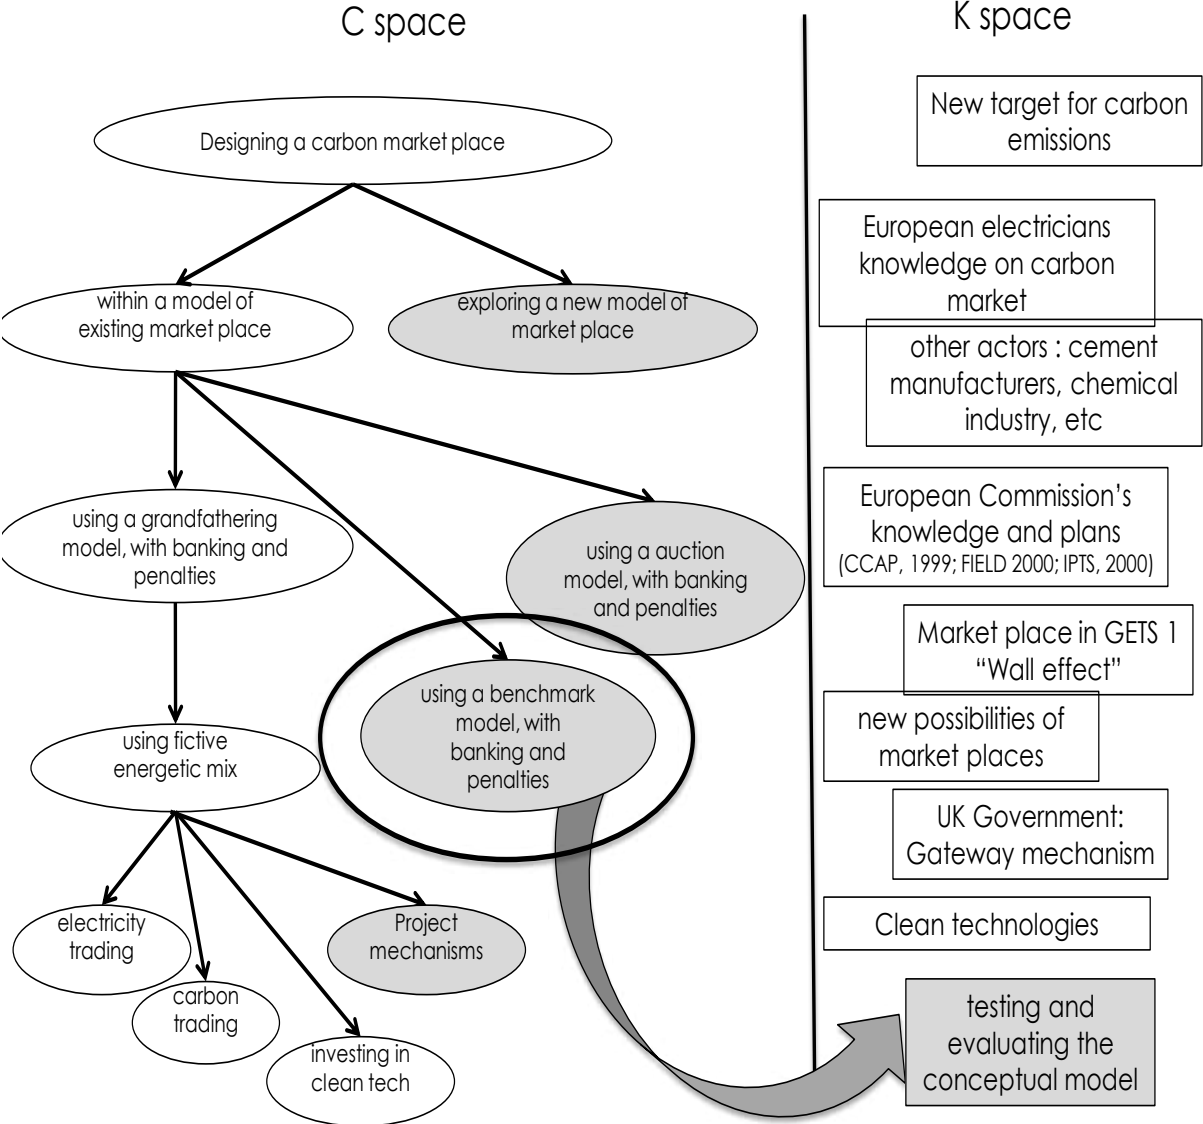 C space
Designing a carbon market place
within a model of
existing market place
exploring a new model of
market place
using a grandfathering
model, with banking and
penalties
using a auction
model, with banking
and penalties
using a benchmark
model, with
banking and
penalties
using fictive
energetic mix
electricity
trading
carbon
trading
investing in
clean tech
Project
mechanisms
K space
New target for carbon
emissions
European electricians
knowledge on carbon
market
other actors : cement
manufacturers, chemical
industry, etc
European Commission’s
knowledge and plans
(CCAP, 1999; FIELD 2000; IPTS, 2000)
Market place in GETS 1
“Wall effect”
new possibilities of
market places
UK Government:
Gateway mechanism
Clean technologies
testing and
evaluating the
conceptual model